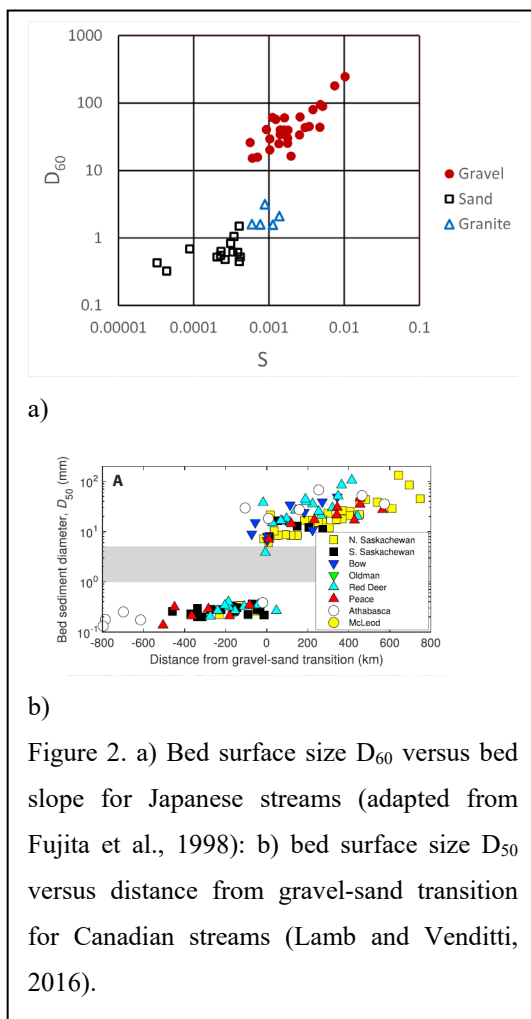 1000
100
10
1
0.1
D60
0.00001 0.0001 0.001 0.01 0.1
S
Gravel
Sand
Granite
a)
A
Bed sediment diameter, D50 (mm)
10²
10¹
10⁰
10⁻¹
-800 -600 -400 -200 0 200 400 600 800
Distance from gravel-sand transition (km)
N. Saskachewan
S. Saskachewan
Bow
Oldman
Red Deer
Peace
Athabasca
McLeod
b)
Figure 2. a) Bed surface size D60 versus bed
slope for Japanese streams (adapted from
Fujita et al., 1998): b) bed surface size D50
versus distance from gravel-sand transition
for Canadian streams (Lamb and Venditti,
2016).